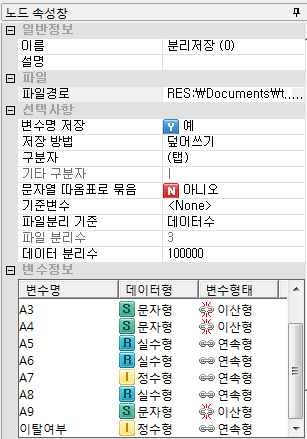 노드 속성창
일반정보
이름 분리저장 (0)
설명
파일
파일경로 RES:\Documents\t.....
선택사항
변수명 저장 Y 예
저장 방법 덮어쓰기
구분자 (탭)
기타 구분자 |
문자열 따옴표로 묶음 N 아니오
기준변수 <None>
파일분리 기준 데이터수
파일 분리수 3
데이터 분리수 100000
변수정보
변수명 데이터형 변수형태
A3 S 문자형 이산형
A4 S 문자형 이산형
A5 R 실수형 연속형
A6 R 실수형 연속형
A7 I 정수형 연속형
A8 R 실수형 연속형
A9 S 문자형 이산형
이탈여부 I 정수형 연속형